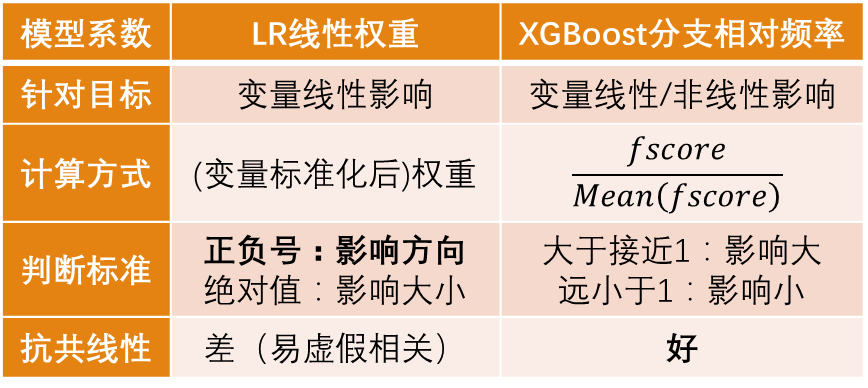 模型系数 LR线性权重 XGBoost分支相对频率
针对目标 变量线性影响 变量线性/非线性影响
计算方式 (变量标准化后)权重 fscore
Mean(fscore)
判断标准 正负号：影响方向 大于接近1：影响大
绝对值：影响大小 远小于1：影响小
抗共线性 差（易虚假相关） 好